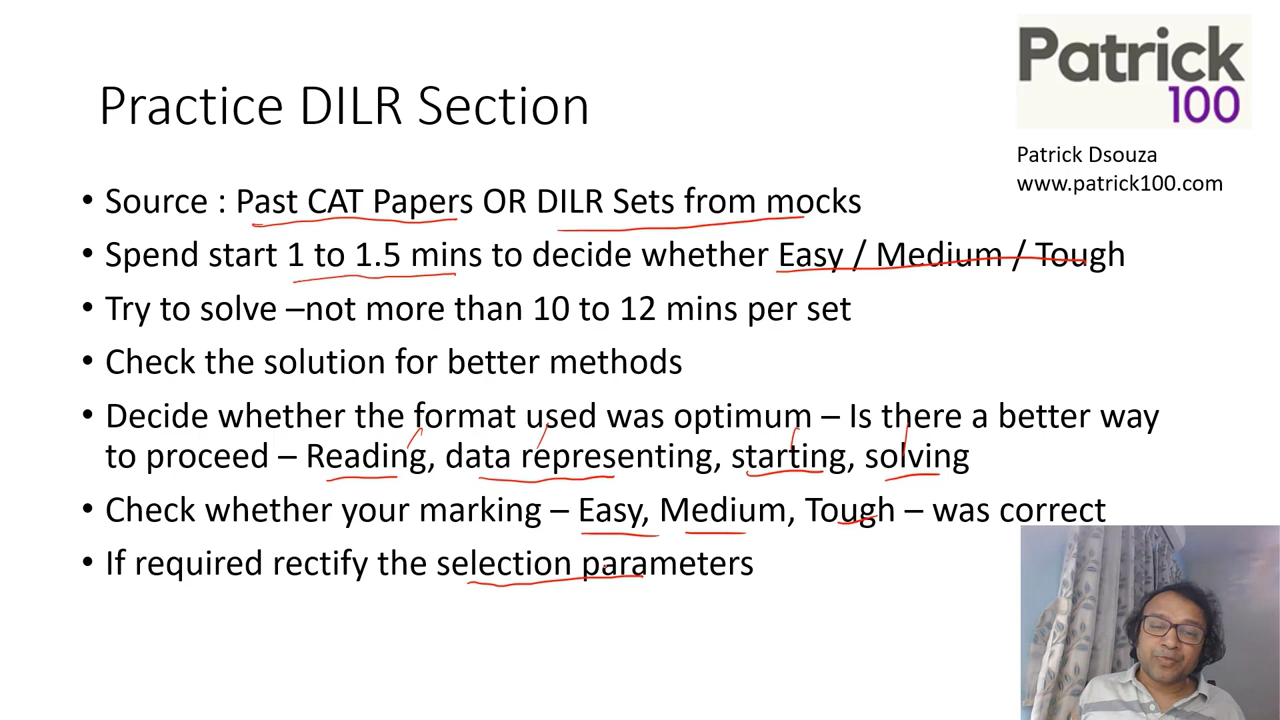 Patrick
100
Practice DILR Section
Patrick Dsouza
www.patrick100.com
• Source : Past CAT Papers OR DILR Sets from mocks
• Spend start 1 to 1.5 mins to decide whether Easy / Medium / Tough
• Try to solve –not more than 10 to 12 mins per set
• Check the solution for better methods
• Decide whether the format used was optimum – Is there a better way
to proceed – Reading, data representing, starting, solving
• Check whether your marking – Easy, Medium, Tough – was correct
• If required rectify the selection parameters